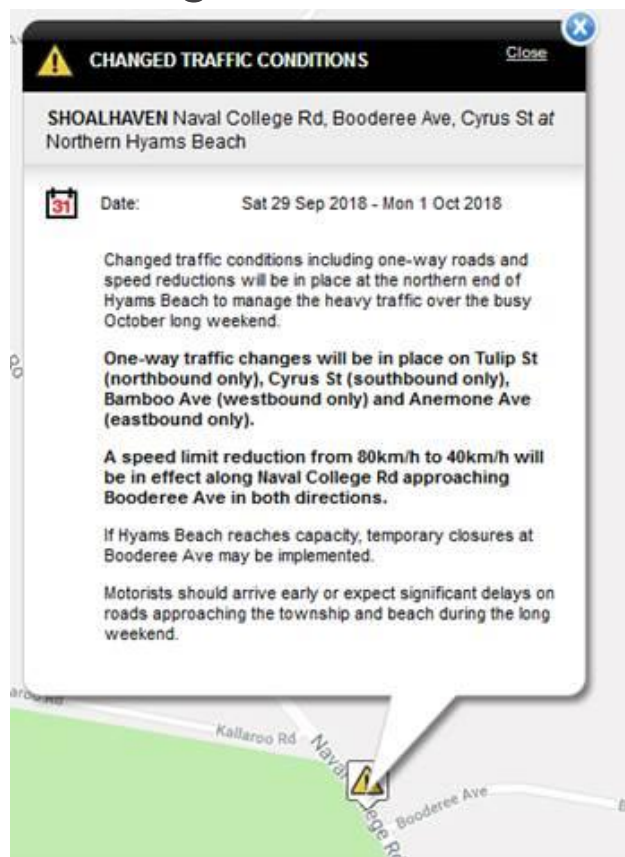 CHANGED TRAFFIC CONDITIONS
Close
SHOALHAVEN Naval College Rd, Booderee Ave, Cyrus St at
Northern Hyams Beach
31
Date: Sat 29 Sep 2018 - Mon 1 Oct 2018
Changed traffic conditions including one-way roads and
speed reductions will be in place at the northern end of
Hyams Beach to manage the heavy traffic over the busy
October long weekend.
One-way traffic changes will be in place on Tulip St
(northbound only), Cyrus St (southbound only),
Bamboo Ave (westbound only) and Anemone Ave
(eastbound only).
A speed limit reduction from 80km/h to 40km/h will
be in effect along Naval College Rd approaching
Booderee Ave in both directions.
If Hyams Beach reaches capacity, temporary closures at
Booderee Ave may be implemented.
Motorists should arrive early or expect significant delays on
roads approaching the township and beach during the long
weekend.
Kallaroo Rd
Booderee Ave